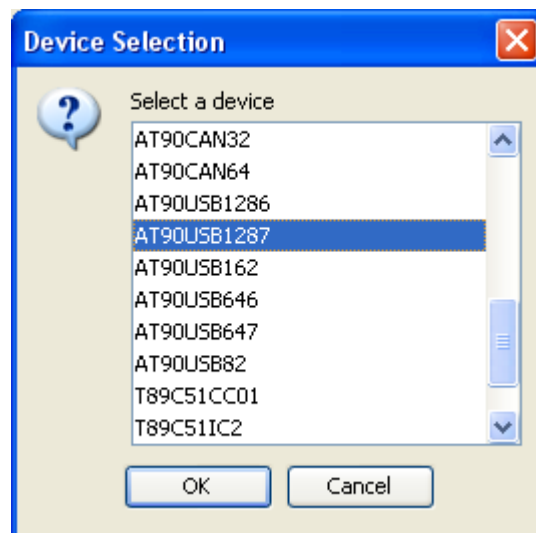 Device Selection
Select a device
AT90CAN32
AT90CAN64
AT90USB1286
AT90USB1287
AT90USB162
AT90USB646
AT90USB647
AT90USB82
T89C51CC01
T89C51IC2
OK Cancel